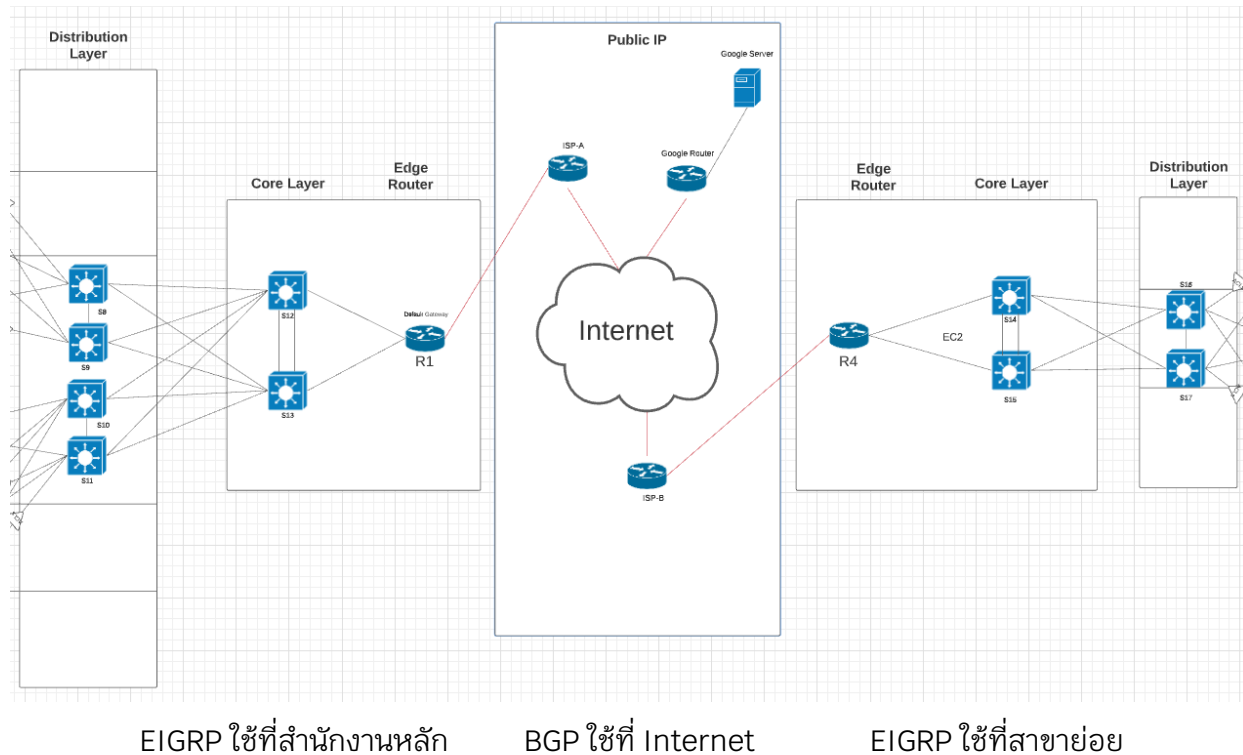 Distribution
Layer
Public IP
Google Server
ISP-A
Google Router
Edge
Router
Core Layer
Edge
Router
Core Layer
Distribution
Layer
S8
S12
Default Gateway
R1
S9
S10
S13
S11
Internet
ISP-B
R4
EC2
S14
S15
S16
S17
EIGRP ใช้ที่สำนักงานหลัก
BGP ใช้ที่ Internet
EIGRP ใช้ที่สาขาย่อย